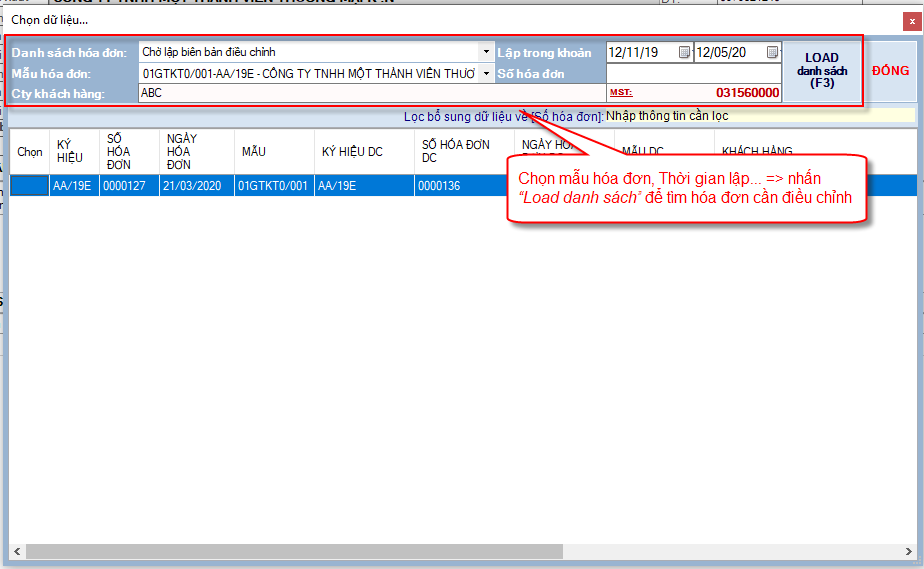 Chọn dữ liệu...
Danh sách hóa đơn: Chờ lập biên bản điều chỉnh Lập trong khoản 12/11/19 12/05/20 LOAD danh sách (F3) ĐÓNG
Mẫu hóa đơn: 01GTKT0/001-AA/19E - CÔNG TY TNHH MỘT THÀNH VIÊN THƯƠ Số hóa đơn
Cty khách hàng: ABC MST: 031560000
Lọc bổ sung dữ liệu về [Số hóa đơn]: Nhập thông tin cần lọc
Chọn KÝ HIỆU SỐ HÓA ĐƠN NGÀY HÓA ĐƠN MẪU KÝ HIỆU DC SỐ HÓA ĐƠN DC NGÀY HÓA MẪU DC KHÁCH HÀNG
AA/19E 0000127 21/03/2020 01GTKT0/001 AA/19E 0000136
Chọn mẫu hóa đơn, Thời gian lập... => nhấn
“Load danh sách” để tìm hóa đơn cần điều chỉnh